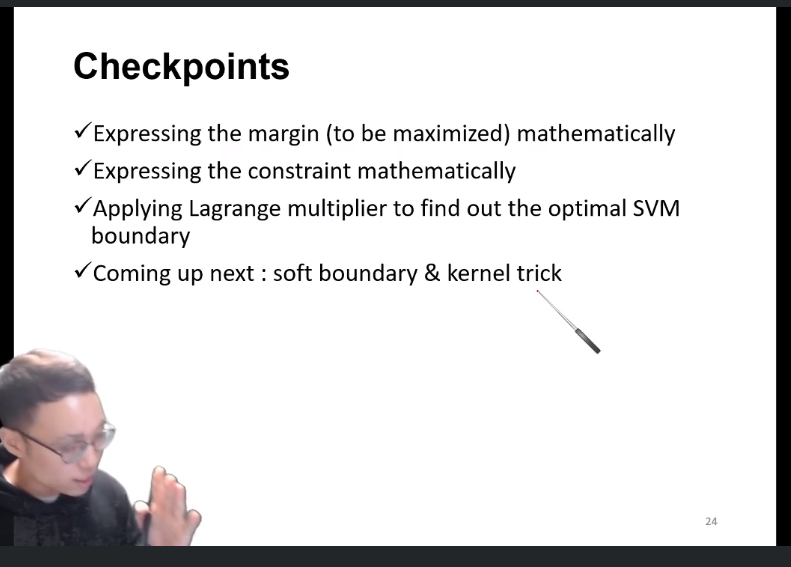 Checkpoints
✓Expressing the margin (to be maximized) mathematically
✓Expressing the constraint mathematically
✓Applying Lagrange multiplier to find out the optimal SVM
boundary
✓Coming up next : soft boundary & kernel trick
24